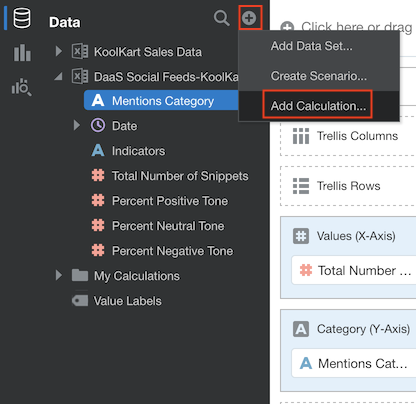 Data
KoolKart Sales Data
DaaS Social Feeds-KoolKa
Mentions Category
Date
Indicators
Total Number of Snippets
Percent Positive Tone
Percent Neutral Tone
Percent Negative Tone
My Calculations
Value Labels
Add Data Set...
Create Scenario...
Add Calculation...
Click here or drag
Trellis Columns
Trellis Rows
Values (X-Axis)
Total Number ...
Category (Y-Axis)
Mentions Cat...